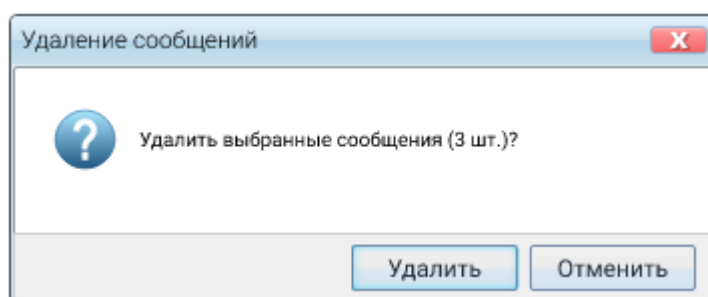 Удаление сообщений
Удалить выбранные сообщения (3 шт.)?
Удалить Отменить